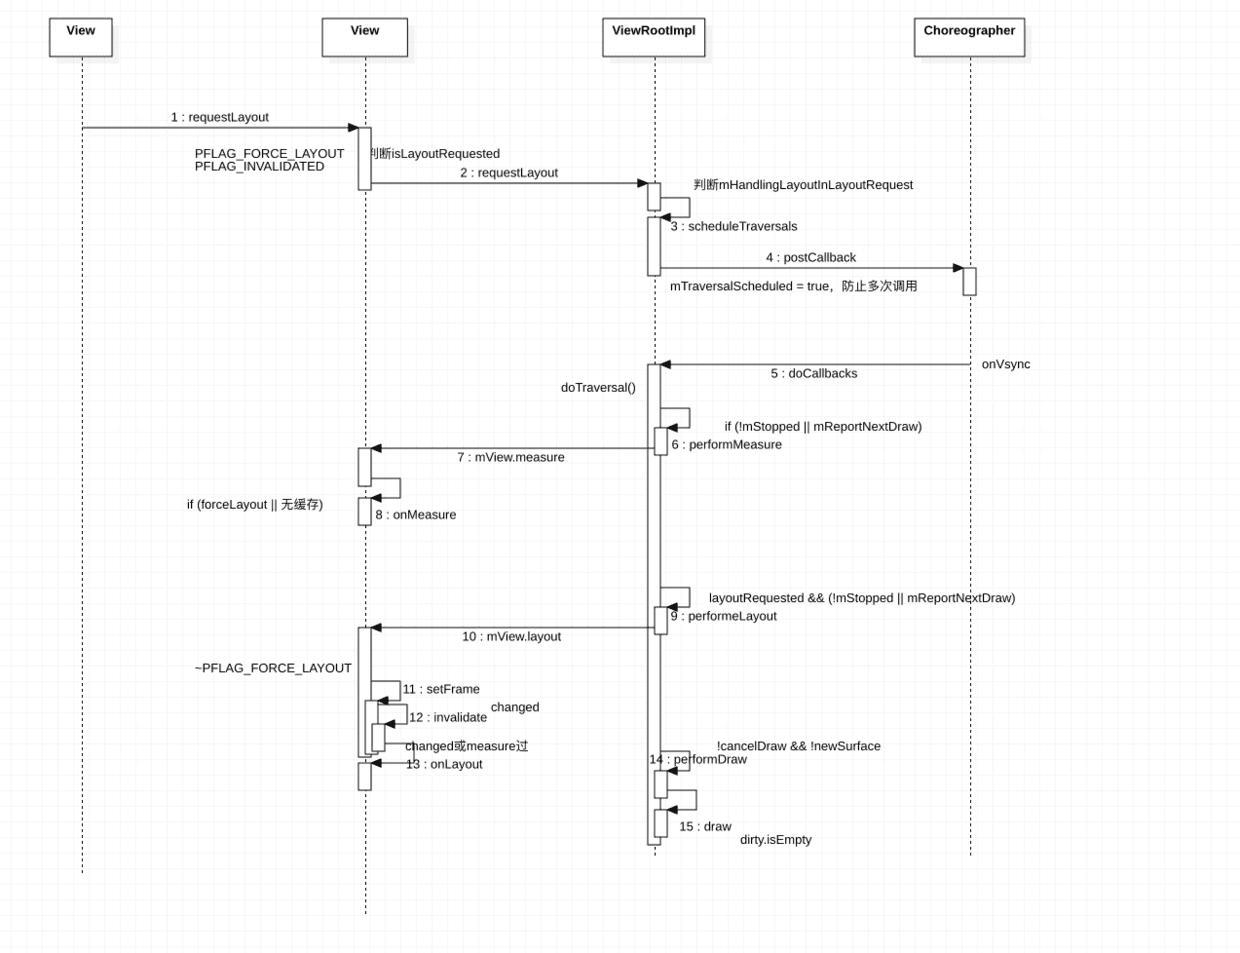 View
View
ViewRootImpl
Choreographer
1 : requestLayout
PFLAG_FORCE_LAYOUT
PFLAG_INVALIDATED
判断isLayoutRequested
2 : requestLayout
判断mHandlingLayoutInLayoutRequest
3 : scheduleTraversals
4 : postCallback
mTraversalScheduled = true，防止多次调用
onVsync
5 : doCallbacks
doTraversal()
if (!mStopped || mReportNextDraw)
6 : performMeasure
7 : mView.measure
if (forceLayout || 无缓存)
8 : onMeasure
layoutRequested && (!mStopped || mReportNextDraw)
9 : performeLayout
10 : mView.layout
~PFLAG_FORCE_LAYOUT
11 : setFrame
changed
12 : invalidate
changed或measure过
13 : onLayout
!cancelDraw && !newSurface
14 : performDraw
15 : draw
dirty.isEmpty